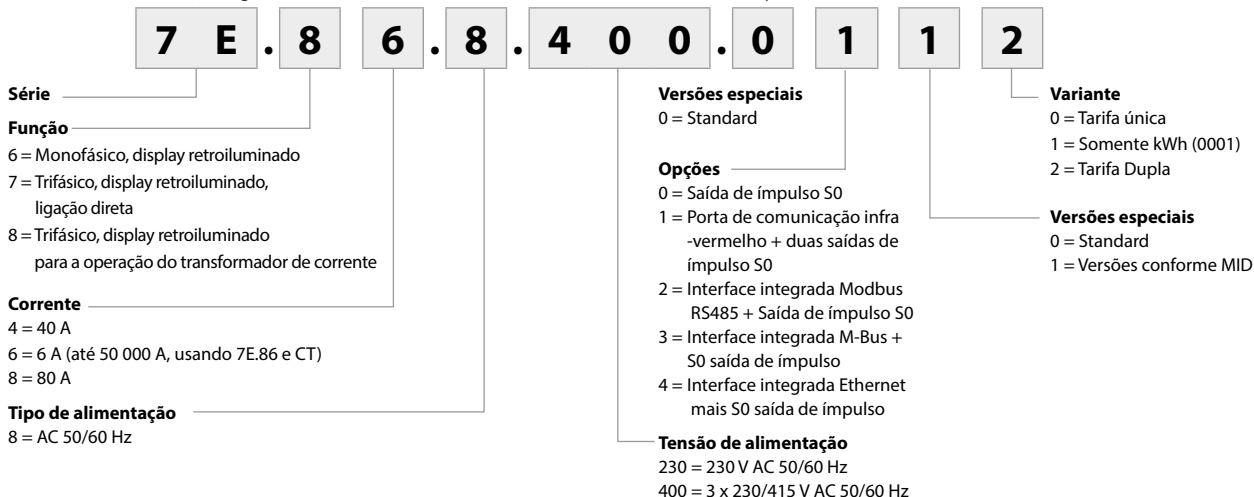 7 E . 8 6 . 8 . 4 0 0 . 0 1 1 2
Série
Função
6 = Monofásico, display retroiluminado
7 = Trifásico, display retroiluminado,
ligação direta
8 = Trifásico, display retroiluminado
para a operação do transformador de corrente
Corrente
4 = 40 A
6 = 6 A (até 50 000 A, usando 7E.86 e CT)
8 = 80 A
Tipo de alimentação
8 = AC 50/60 Hz
Versões especiais
0 = Standard
Opções
0 = Saída de ímpulso S0
1 = Porta de comunicação infra
-vermelho + duas saídas de
ímpulso S0
2 = Interface integrada Modbus
RS485 + Saída de ímpulso S0
3 = Interface integrada M-Bus +
S0 saída de ímpulso
4 = Interface integrada Ethernet
mais S0 saída de ímpulso
Tensão de alimentação
230 = 230 V AC 50/60 Hz
400 = 3 x 230/415 V AC 50/60 Hz
Variante
0 = Tarifa única
1 = Somente kWh (0001)
2 = Tarifa Dupla
Versões especiais
0 = Standard
1 = Versões conforme MID